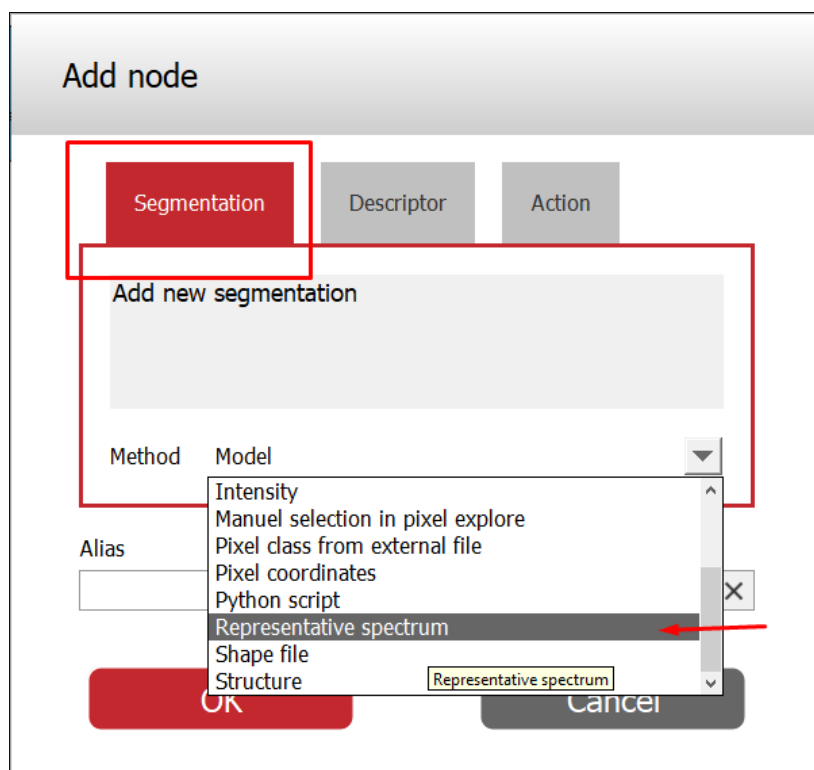 Add node
Segmentation Descriptor Action
Add new segmentation
Method Model
Intensity
Manuel selection in pixel explore
Pixel class from external file
Alias
Pixel coordinates
Python script
Representative spectrum
Shape file
Structure
Representative spectrum
OK Cancel